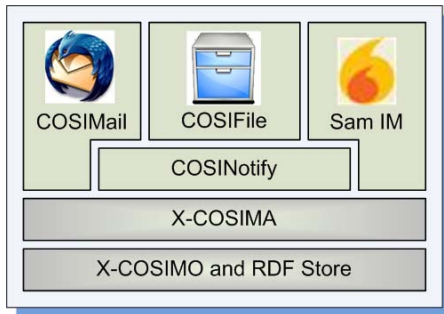 COSIMail
COSIFile
Sam IM
COSINotify
X-COSIMA
X-COSIMO and RDF Store